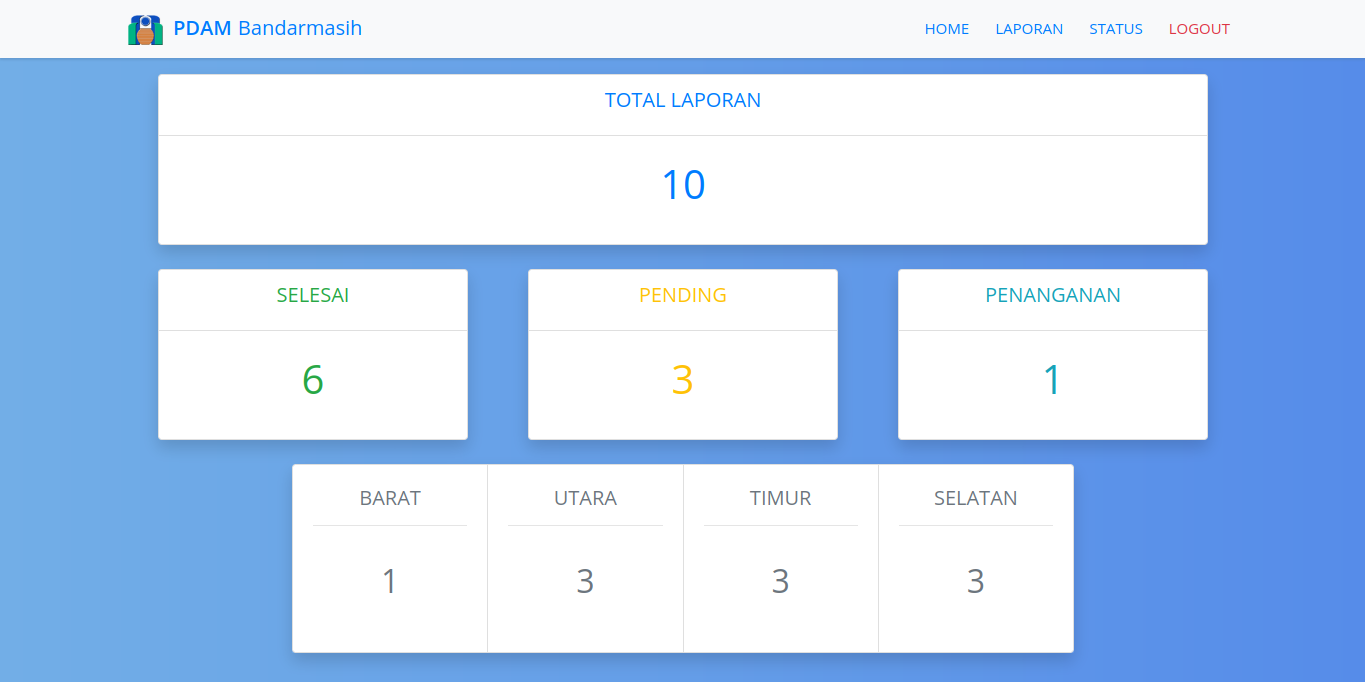 PDAM Bandarmasih
HOME LAPORAN STATUS LOGOUT
TOTAL LAPORAN
10
SELESAI
6
PENDING
3
PENANGANAN
1
BARAT
1
UTARA
3
TIMUR
3
SELATAN
3